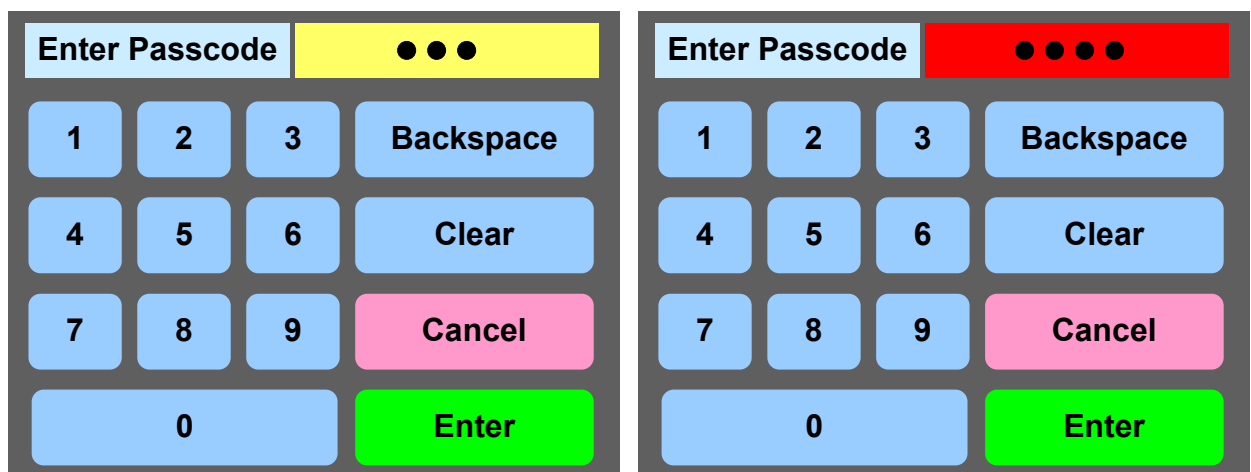 Enter Passcode ●●●
1 2 3 Backspace
4 5 6 Clear
7 8 9 Cancel
0 Enter
Enter Passcode ●●●●
1 2 3 Backspace
4 5 6 Clear
7 8 9 Cancel
0 Enter